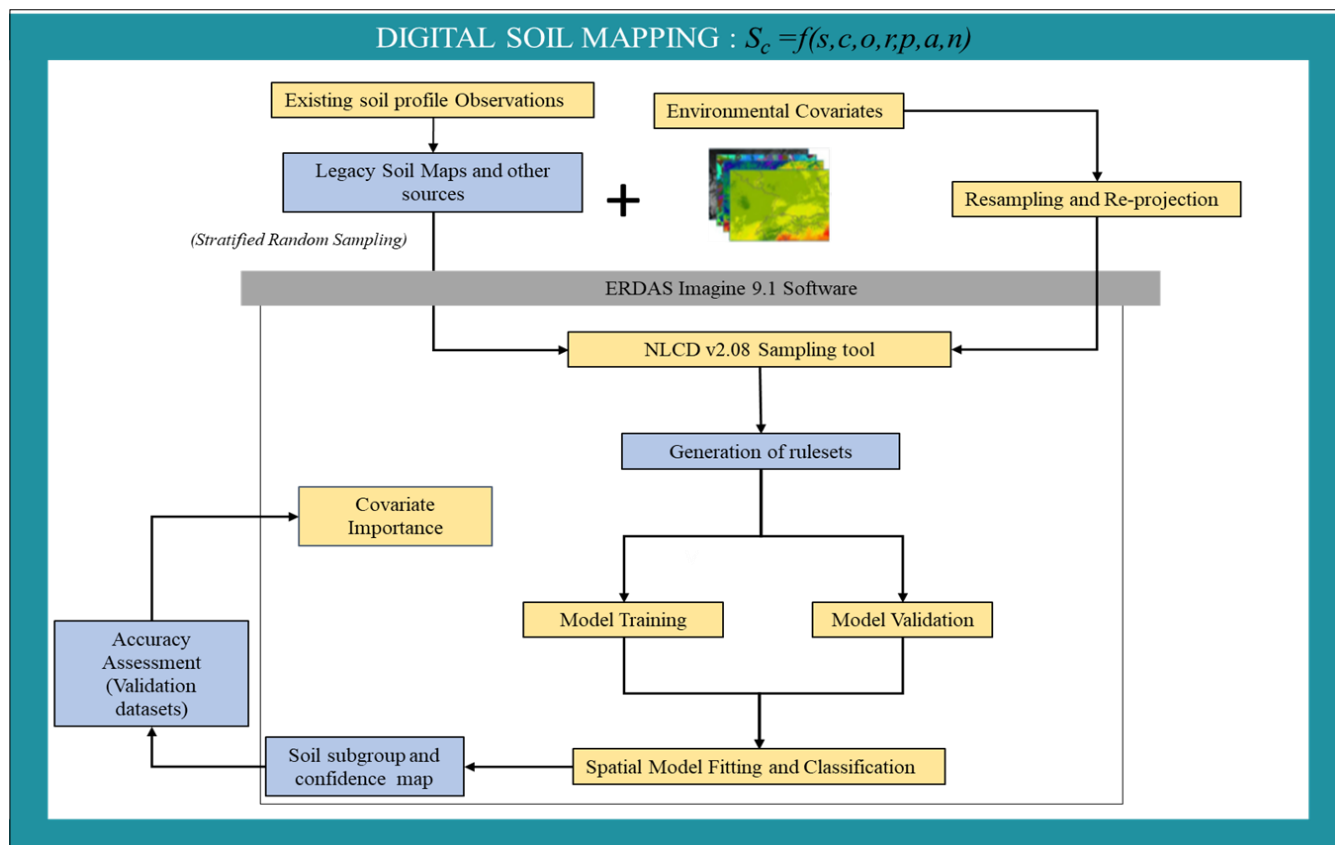 DIGITAL SOIL MAPPING : Sc =f(s,c,o,r,p,a,n)
Existing soil profile Observations
Environmental Covariates
Legacy Soil Maps and other
sources
+
Resampling and Re-projection
(Stratified Random Sampling)
ERDAS Imagine 9.1 Software
NLCD v2.08 Sampling tool
Generation of rulesets
Covariate
Importance
Model Training
Model Validation
Accuracy
Assessment
(Validation
datasets)
Soil subgroup and
confidence map
Spatial Model Fitting and Classification